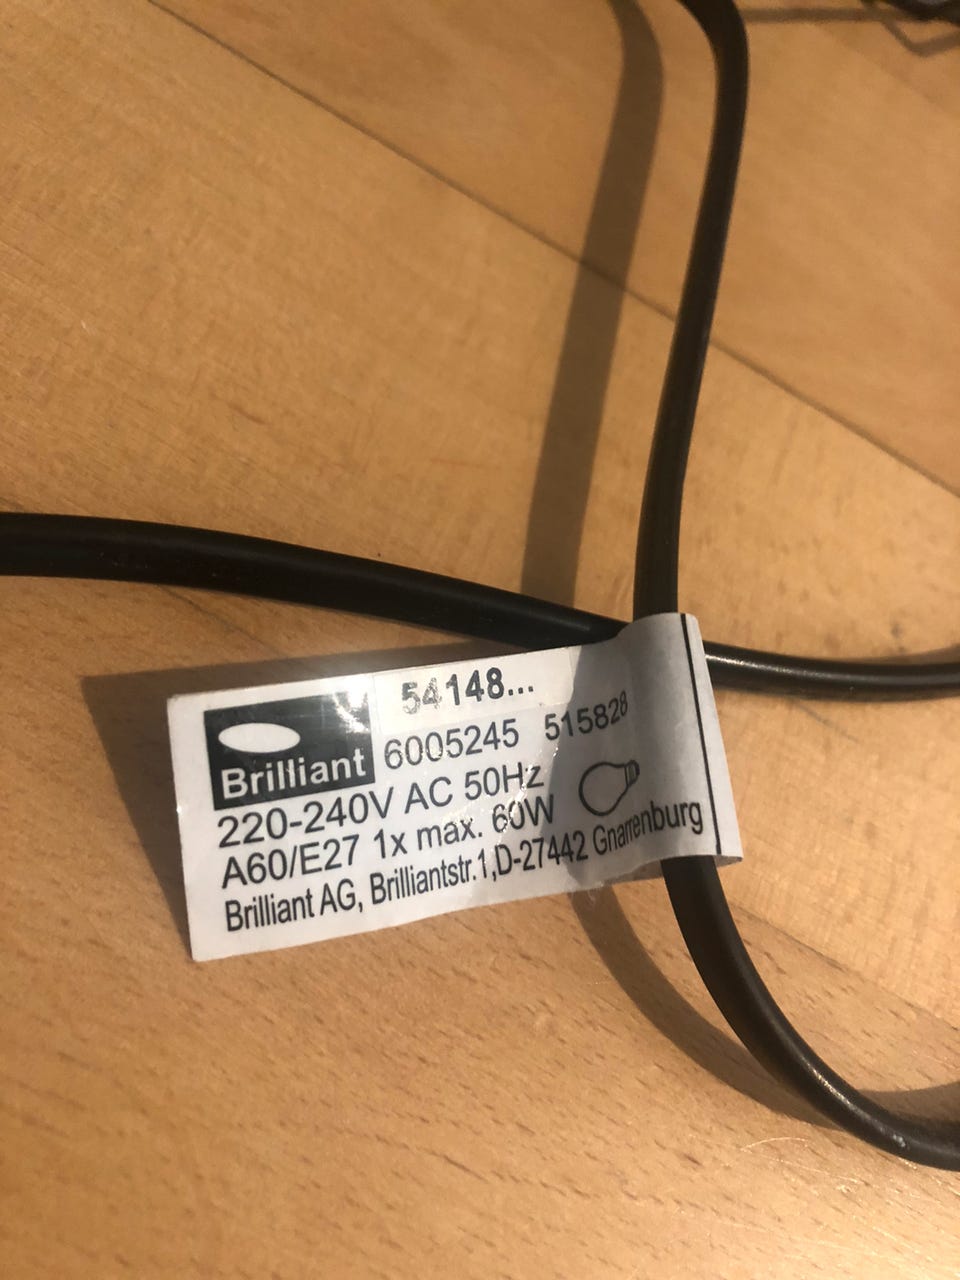 54148...
Brilliant 6005245 515828
220-240V AC 50Hz
A60/E27 1x max. 60W
Brilliant AG, Brilliantstr.1,D-27442 Gnarrenburg